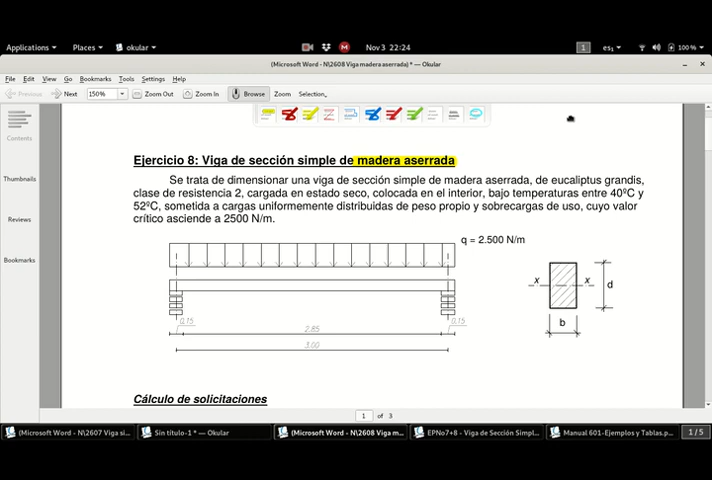 Applications Places okular Nov 3 22:24 1 es₁ 100 %
(Microsoft Word - N\2608 Viga madera aserrada) * — Okular
File Edit View Go Bookmarks Tools Settings Help
Previous Next 150% Zoom Out Zoom In Browse Zoom Selection
Contents
Thumbnails
Reviews
Bookmarks
Ejercicio 8: Viga de sección simple de madera aserrada
Se trata de dimensionar una viga de sección simple de madera aserrada, de eucaliptus grandis,
clase de resistencia 2, cargada en estado seco, colocada en el interior, bajo temperaturas entre 40ºC y
52ºC, sometida a cargas uniformemente distribuidas de peso propio y sobrecargas de uso, cuyo valor
crítico asciende a 2500 N/m.
q = 2.500 N/m
x x d
b
0,15 2,85 0,15
3,00
Cálculo de solicitaciones
1 of 3
(Microsoft Word - N\2607 Viga si... Sin título-1 * — Okular (Microsoft Word - N\2608 Viga m... EPNo7+8 - Viga de Sección Simpl... Manual 601-Ejemplos y Tablas.p... 1 / 5